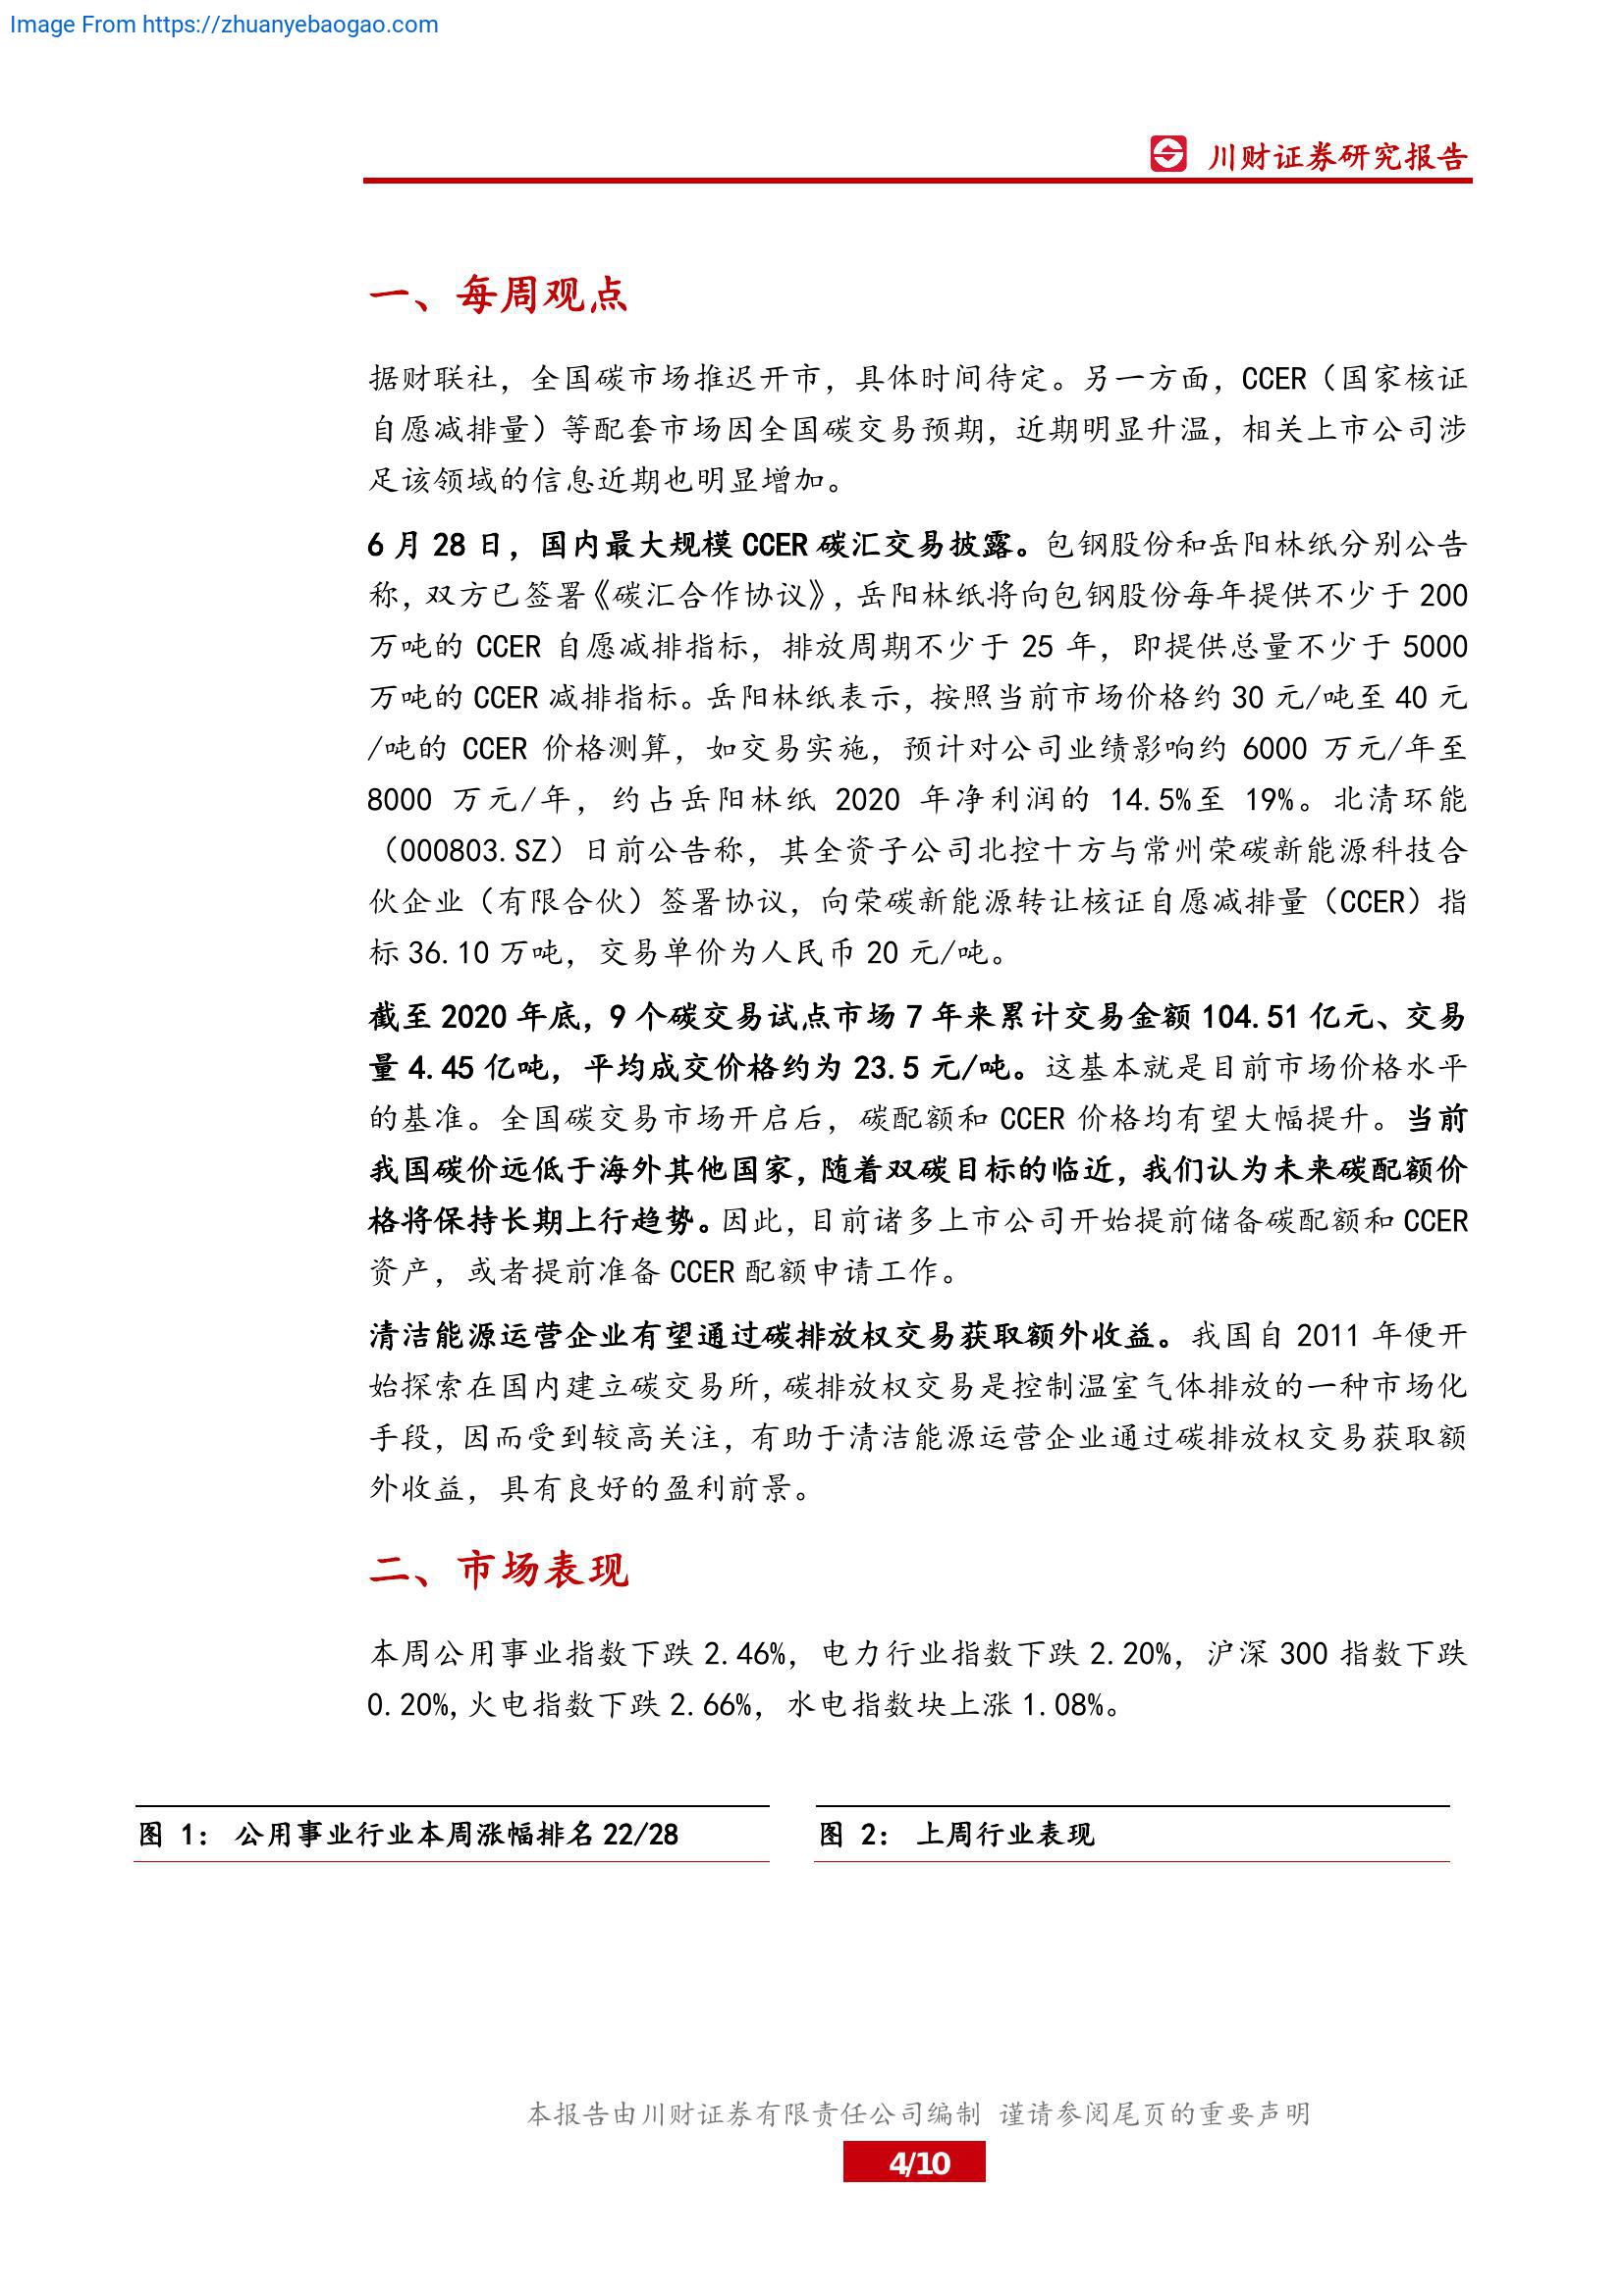 Image From https://zhuanyebaogao.com
川财证券研究报告
一、每周观点
据财联社，全国碳市场推迟开市，具体时间待定。另一方面，CCER（国家核证
自愿减排量）等配套市场因全国碳交易预期，近期明显升温，相关上市公司涉
足该领域的信息近期也明显增加。
6 月 28 日，国内最大规模 CCER 碳汇交易披露。包钢股份和岳阳林纸分别公告
称，双方已签署《碳汇合作协议》，岳阳林纸将向包钢股份每年提供不少于 200
万吨的 CCER 自愿减排指标，排放周期不少于 25 年，即提供总量不少于 5000
万吨的 CCER 减排指标。岳阳林纸表示，按照当前市场价格约 30 元/吨至 40 元
/吨的 CCER 价格测算，如交易实施，预计对公司业绩影响约 6000 万元/年至
8000 万元/年，约占岳阳林纸 2020 年净利润的 14.5%至 19%。北清环能
（000803.SZ）日前公告称，其全资子公司北控十方与常州荣碳新能源科技合
伙企业（有限合伙）签署协议，向荣碳新能源转让核证自愿减排量（CCER）指
标 36.10 万吨，交易单价为人民币 20 元/吨。
截至 2020 年底，9 个碳交易试点市场 7 年来累计交易金额 104.51 亿元、交易
量 4.45 亿吨，平均成交价格约为 23.5 元/吨。这基本就是目前市场价格水平
的基准。全国碳交易市场开启后，碳配额和 CCER 价格均有望大幅提升。当前
我国碳价远低于海外其他国家，随着双碳目标的临近，我们认为未来碳配额价
格将保持长期上行趋势。因此，目前诸多上市公司开始提前储备碳配额和 CCER
资产，或者提前准备 CCER 配额申请工作。
清洁能源运营企业有望通过碳排放权交易获取额外收益。我国自 2011 年便开
始探索在国内建立碳交易所，碳排放权交易是控制温室气体排放的一种市场化
手段，因而受到较高关注，有助于清洁能源运营企业通过碳排放权交易获取额
外收益，具有良好的盈利前景。
二、市场表现
本周公用事业指数下跌 2.46%，电力行业指数下跌 2.20%，沪深 300 指数下跌
0.20%,火电指数下跌 2.66%，水电指数块上涨 1.08%。
图 1： 公用事业行业本周涨幅排名 22/28
图 2： 上周行业表现
本报告由川财证券有限责任公司编制 谨请参阅尾页的重要声明
4/10